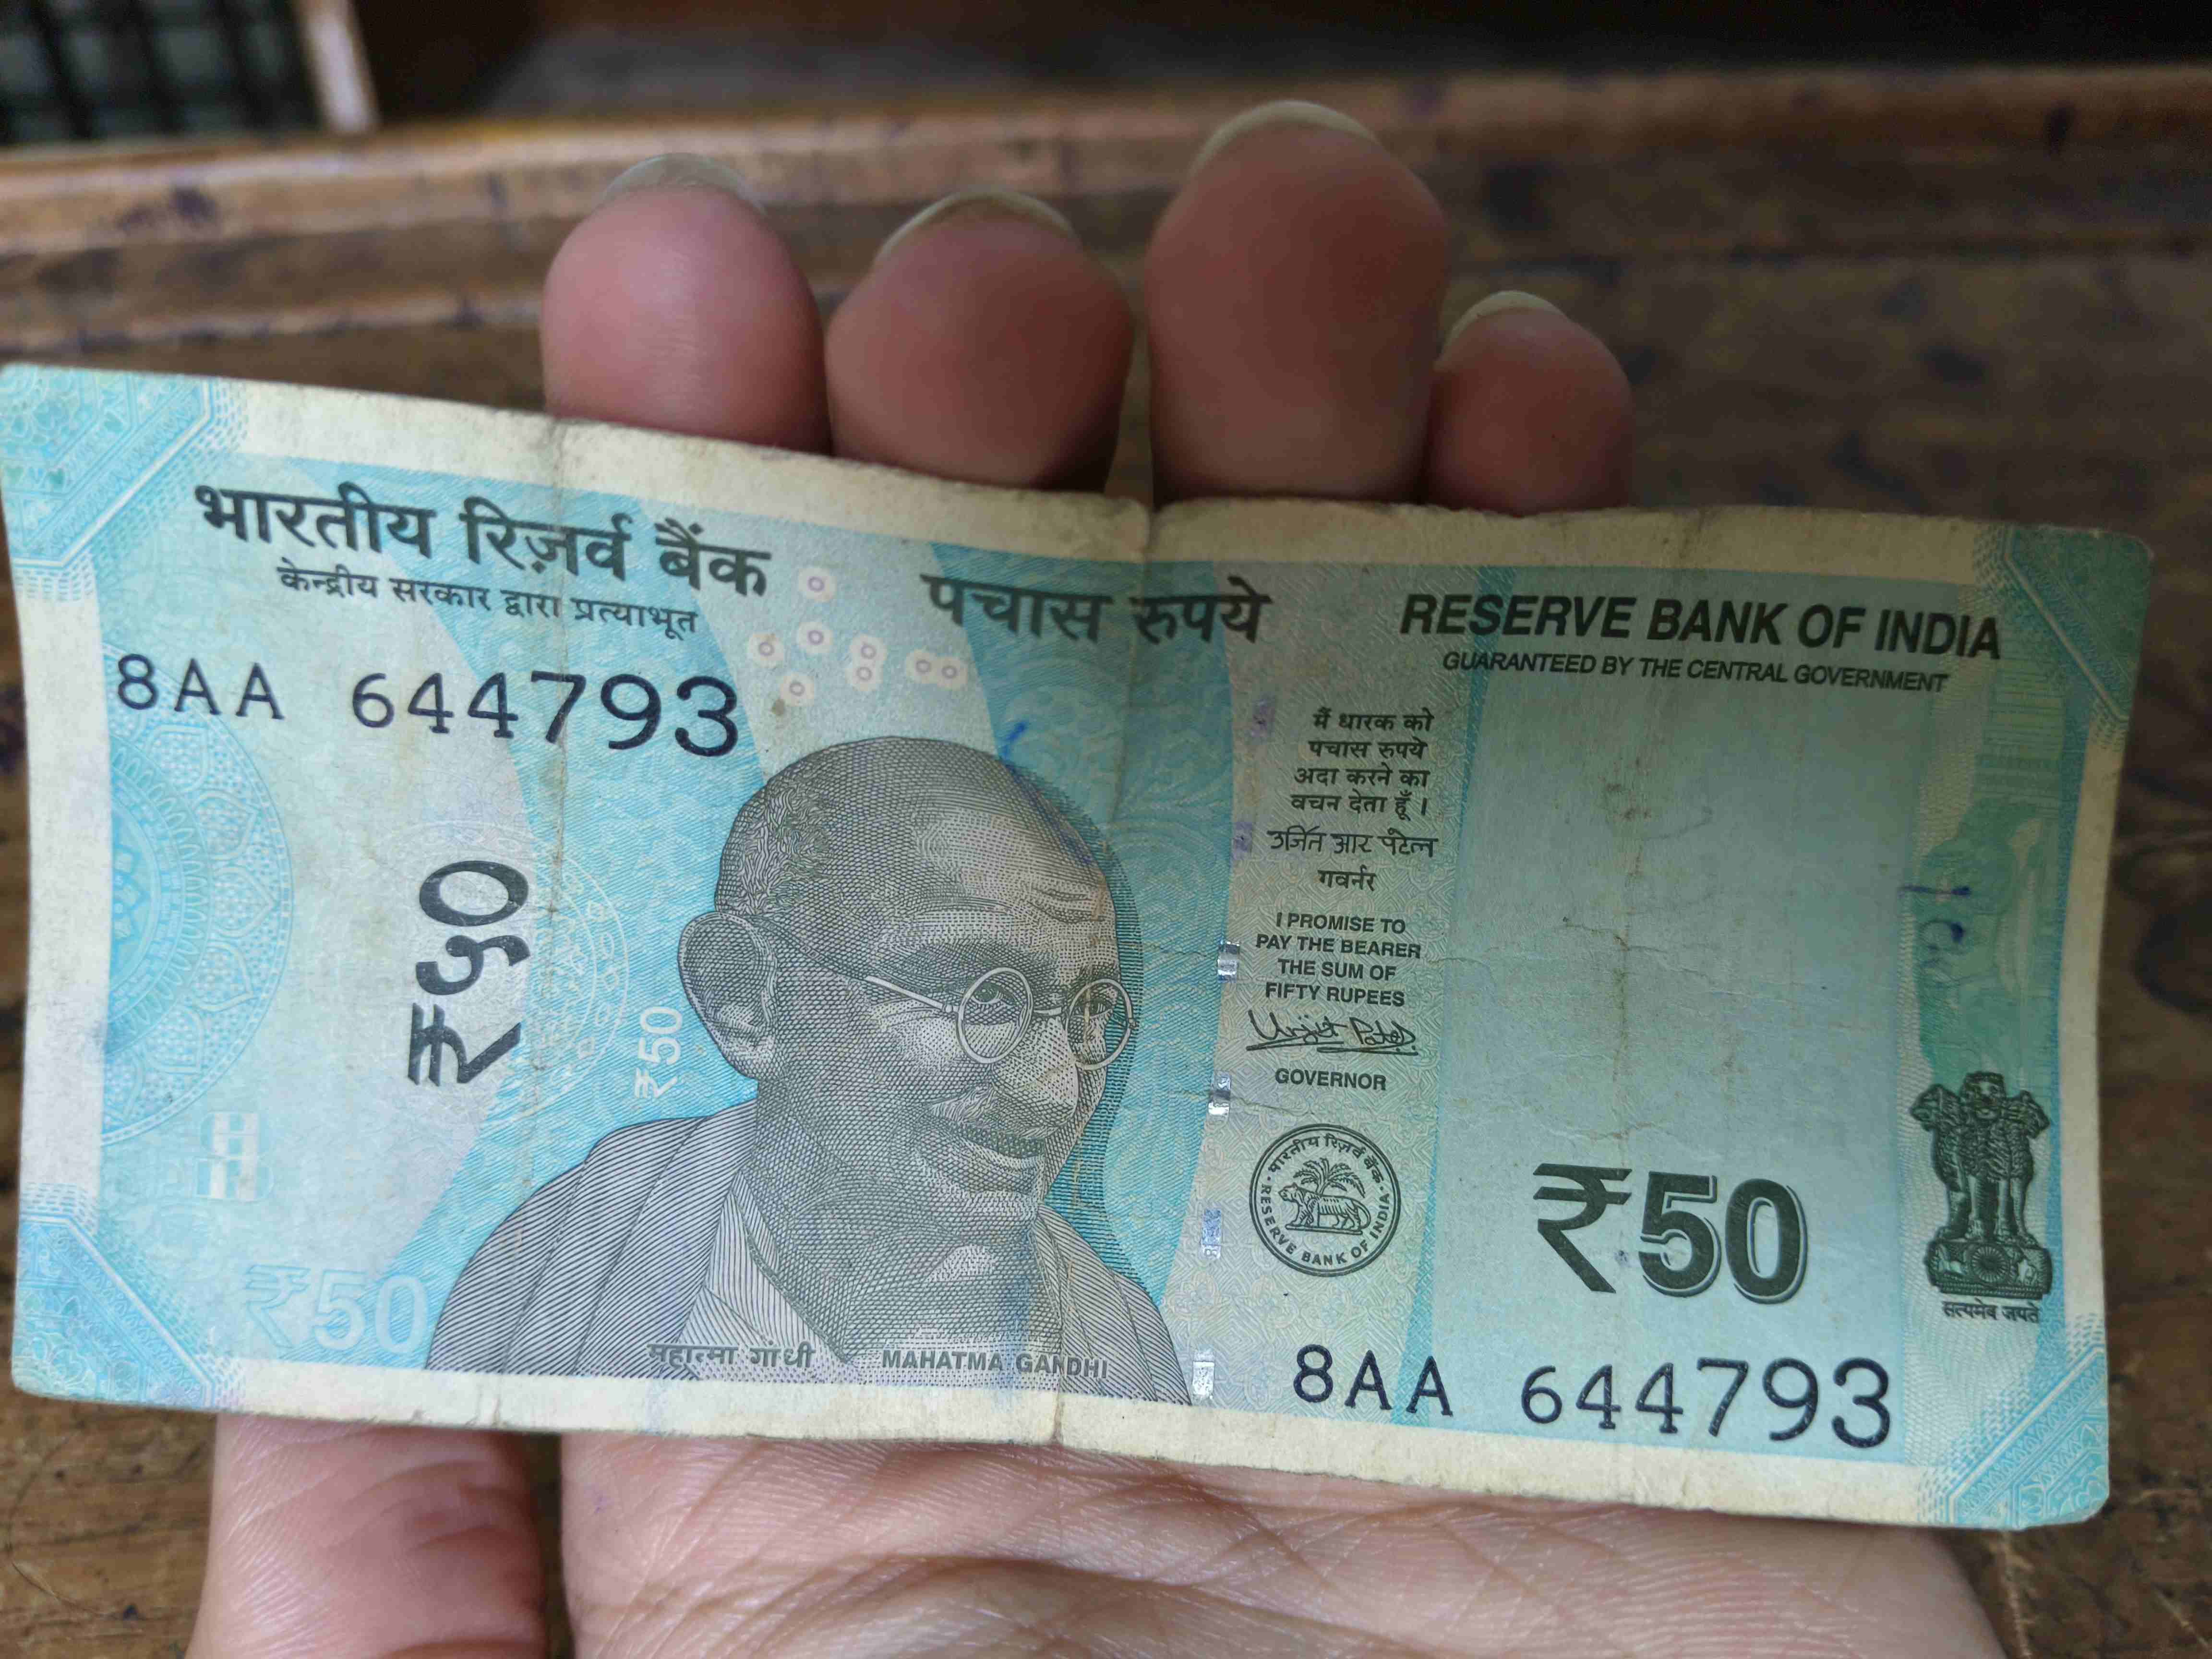 भारतीय रिज़र्व बैंक
केन्द्रीय सरकार द्वारा प्रत्याभूत
8AA 644793
पचास रुपये
RESERVE BANK OF INDIA
GUARANTEED BY THE CENTRAL GOVERNMENT
₹५०
₹50
₹50
महात्मा गांधी
MAHATMA GANDHI
मैं धारक को
पचास रुपये
अदा करने का
वचन देता हूँ।
उर्जित आर पटेल
गवर्नर
I PROMISE TO
PAY THE BEARER
THE SUM OF
FIFTY RUPEES
Urjit Patel
GOVERNOR
भारतीय रिज़र्व बैंक
RESERVE BANK OF INDIA
₹50
सत्यमेव जयते
8AA 644793